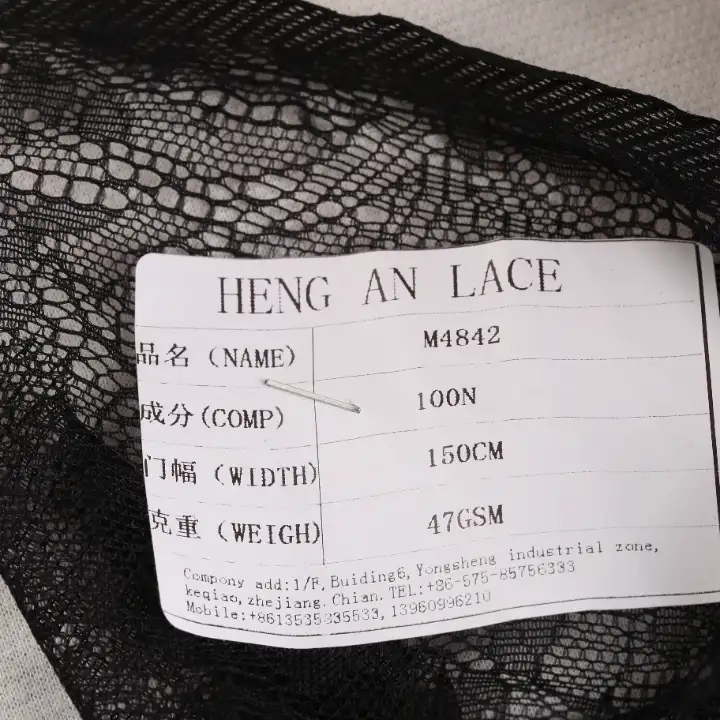 HENG AN LACE
品名 (NAME) M4842
成分(COMP) 100N
门幅 (WIDTH) 150CM
克重 (WEIGH) 47GSM
Compony add:1/F, Buiding6, Yongsheng industrial zone,
keqiao, zhejiang. Chian. TEL:+86-575-85756333
Mobile:+8613535335533, 13960996210